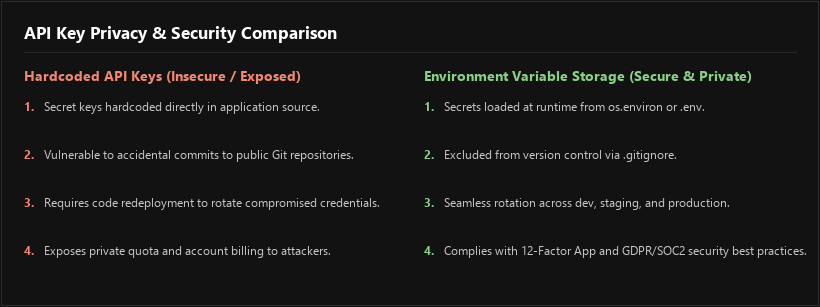 API Key Privacy & Security Comparison
Hardcoded API Keys (Insecure / Exposed)
1. Secret keys hardcoded directly in application source.
2. Vulnerable to accidental commits to public Git repositories.
3. Requires code redeployment to rotate compromised credentials.
4. Exposes private quota and account billing to attackers.
Environment Variable Storage (Secure & Private)
1. Secrets loaded at runtime from os.environ or .env.
2. Excluded from version control via .gitignore.
3. Seamless rotation across dev, staging, and production.
4. Complies with 12-Factor App and GDPR/SOC2 security best practices.